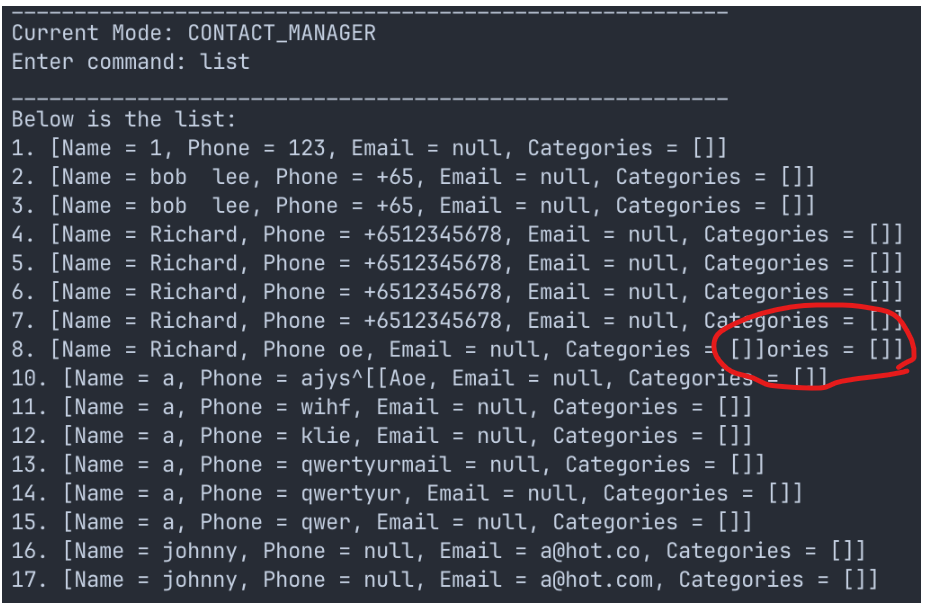 ____________________________________________________________
Current Mode: CONTACT_MANAGER
Enter command: list
____________________________________________________________
Below is the list:
1. [Name = 1, Phone = 123, Email = null, Categories = []]
2. [Name = bob  lee, Phone = +65, Email = null, Categories = []]
3. [Name = bob  lee, Phone = +65, Email = null, Categories = []]
4. [Name = Richard, Phone = +6512345678, Email = null, Categories = []]
5. [Name = Richard, Phone = +6512345678, Email = null, Categories = []]
6. [Name = Richard, Phone = +6512345678, Email = null, Categories = []]
7. [Name = Richard, Phone = +6512345678, Email = null, Categories = []]
8. [Name = Richard, Phone oe, Email = null, Categories = []]ories = []]
10. [Name = a, Phone = ajys^[[Aoe, Email = null, Categories = []]
11. [Name = a, Phone = wihf, Email = null, Categories = []]
12. [Name = a, Phone = klie, Email = null, Categories = []]
13. [Name = a, Phone = qwertyurmail = null, Categories = []]
14. [Name = a, Phone = qwertyur, Email = null, Categories = []]
15. [Name = a, Phone = qwer, Email = null, Categories = []]
16. [Name = johnny, Phone = null, Email = a@hot.co, Categories = []]
17. [Name = johnny, Phone = null, Email = a@hot.com, Categories = []]